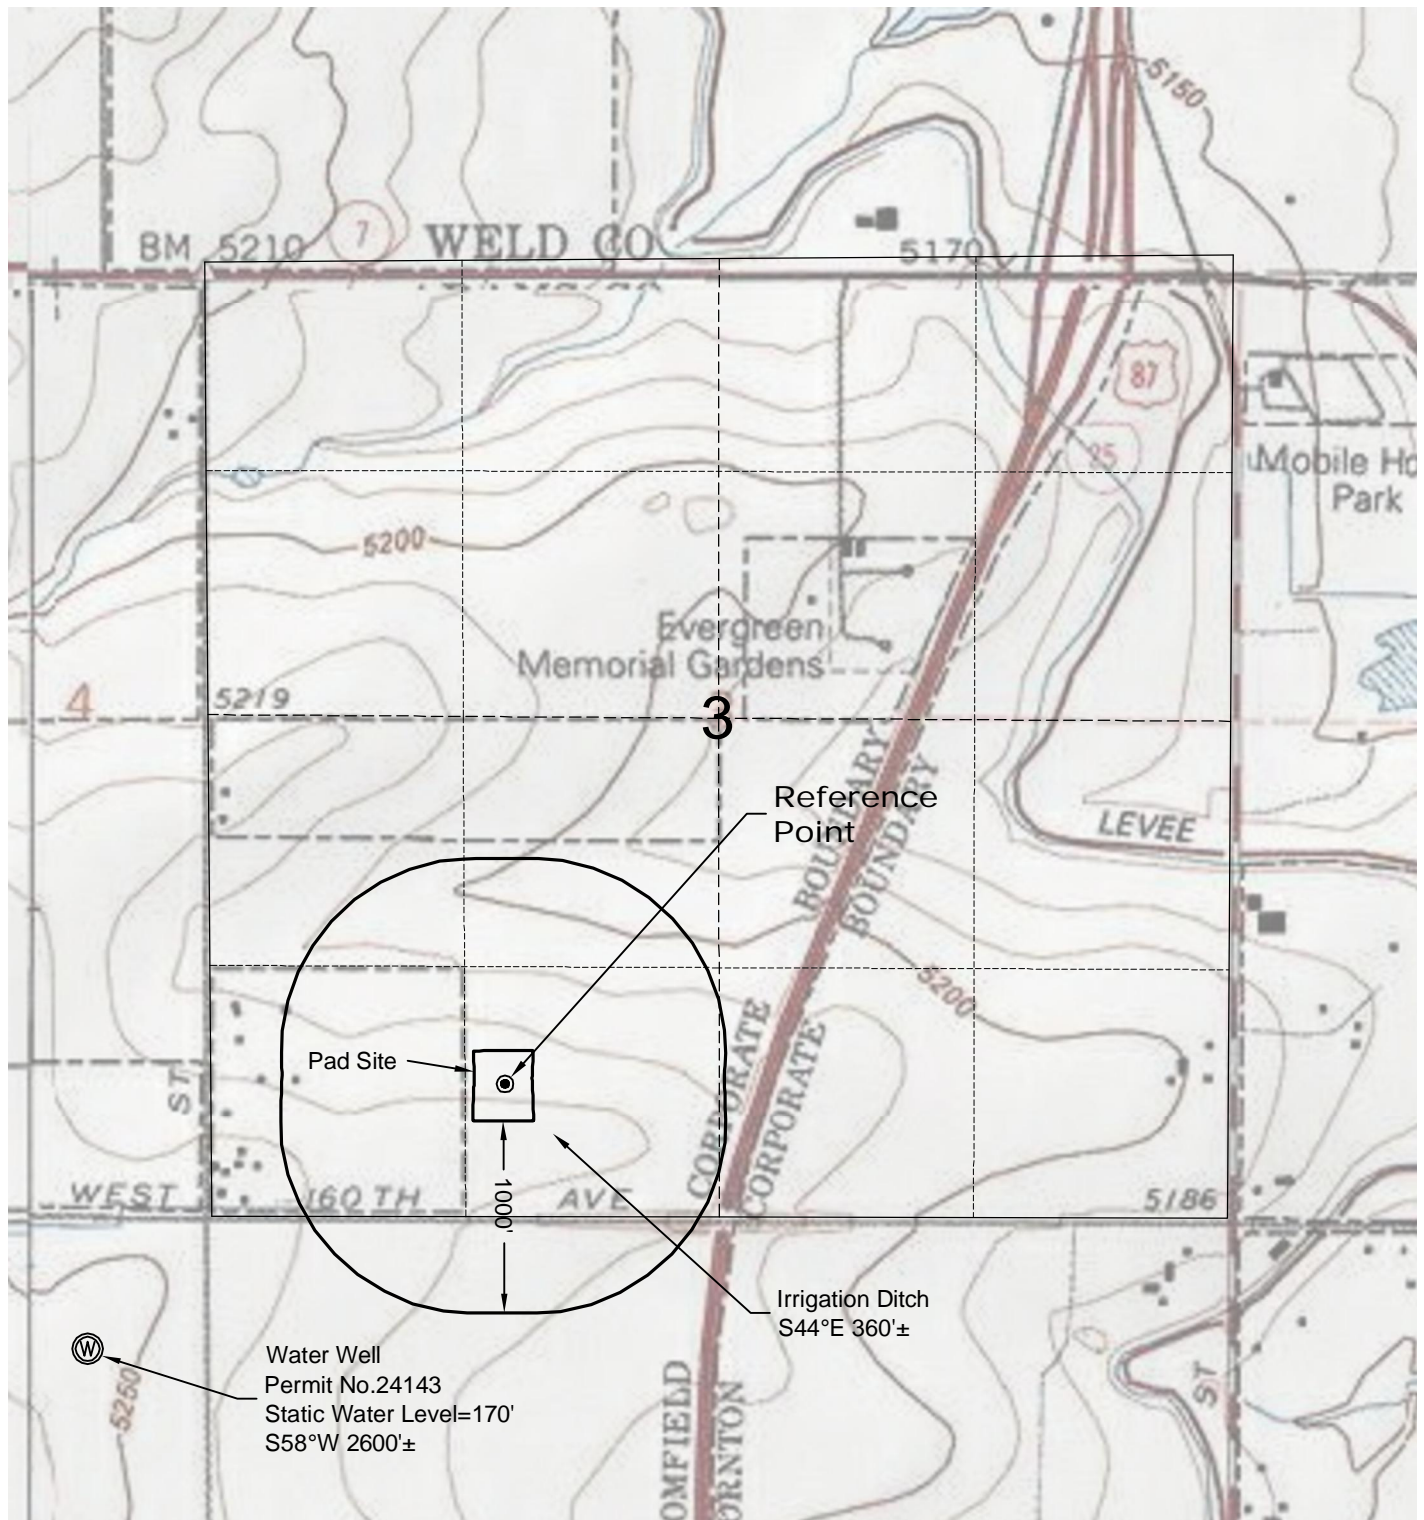 5150
BM 5210
7
WELD CO
5170
87
25
Mobile Ho
Park
5200
Evergreen
Memorial Gardens
4
5219
3
Reference
Point
BOUNDARY
BOUNDARY
LEVEE
5200
Pad Site
CORPORATE
CORPORATE
ST
1000'
WEST 160 TH AVE
5186
Irrigation Ditch
S44°E 360'±
Water Well
Permit No.24143
Static Water Level=170'
S58°W 2600'±
W
5250
ST
OMFIELD
ORNTON